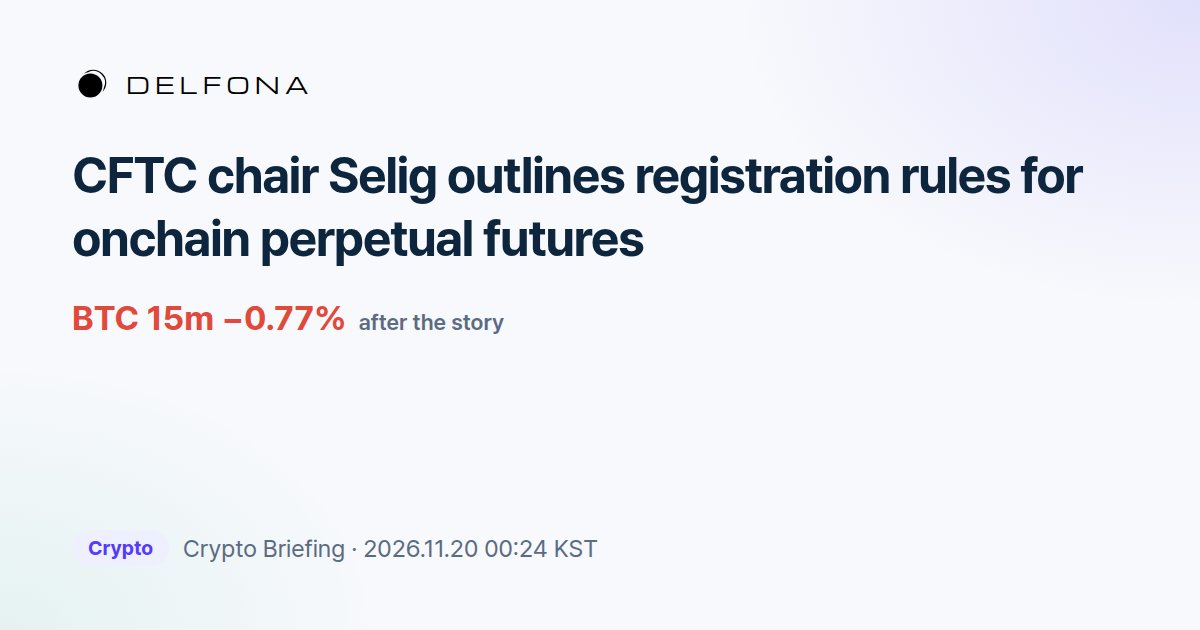 DELFONA
CFTC chair Selig outlines registration rules for
onchain perpetual futures
BTC 15m −0.77% after the story
Crypto Crypto Briefing · 2026.11.20 00:24 KST